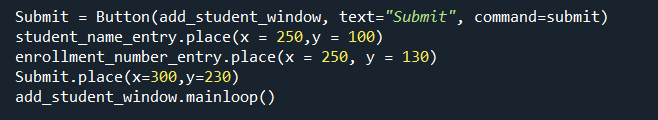 Submit = Button(add_student_window, text="Submit", command=submit)
student_name_entry.place(x = 250,y = 100)
enrollment_number_entry.place(x = 250, y = 130)
Submit.place(x=300,y=230)
add_student_window.mainloop()